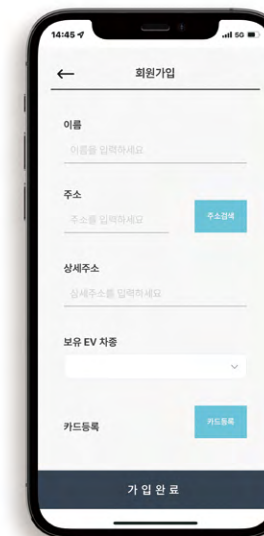 14:45
5G
회원가입
이름
이름을 입력하세요
주소
주소를 입력하세요
주소검색
상세주소
상세주소를 입력하세요
보유 EV 차종
카드등록
카드등록
가입완료